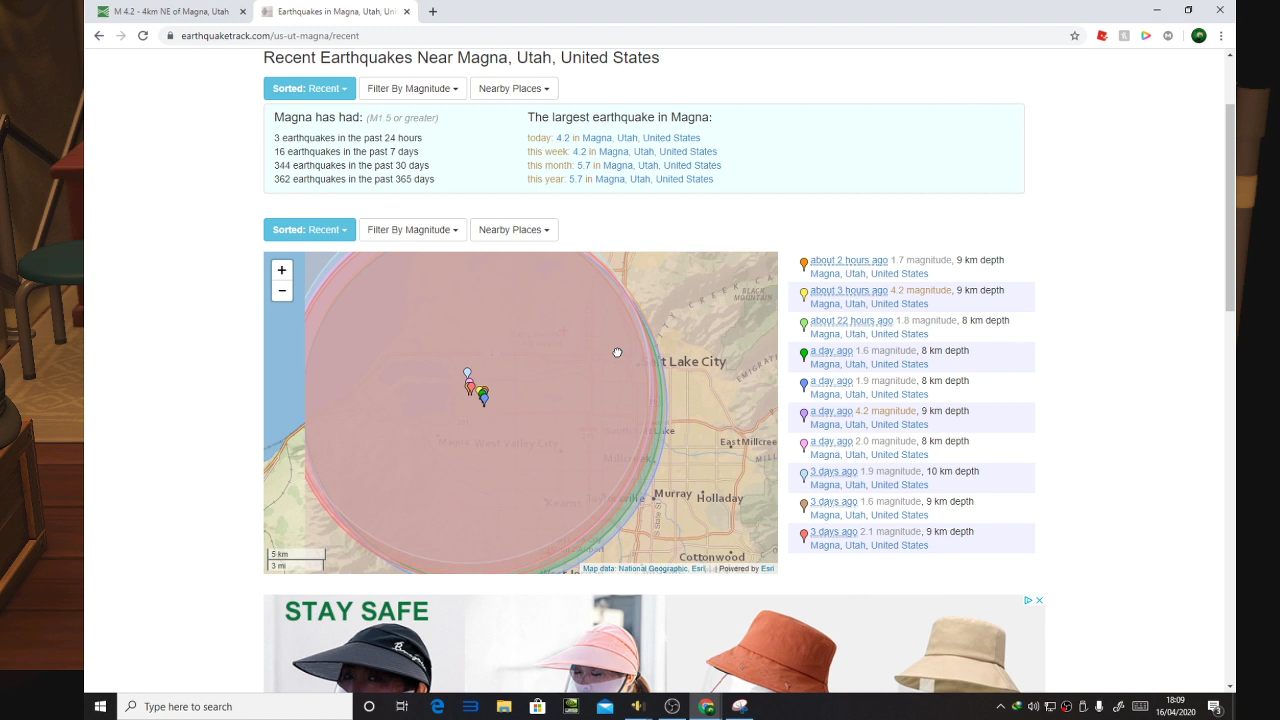 M 4.2 - 4km NE of Magna, Utah
Earthquakes in Magna, Utah, Uni
earthquaketrack.com/us-ut-magna/recent
Recent Earthquakes Near Magna, Utah, United States
Sorted: Recent
Filter By Magnitude
Nearby Places
Magna has had: (M1.5 or greater)
3 earthquakes in the past 24 hours
16 earthquakes in the past 7 days
344 earthquakes in the past 30 days
362 earthquakes in the past 365 days
The largest earthquake in Magna:
today: 4.2 in Magna, Utah, United States
this week: 4.2 in Magna, Utah, United States
this month: 5.7 in Magna, Utah, United States
this year: 5.7 in Magna, Utah, United States
Sorted: Recent
Filter By Magnitude
Nearby Places
+
−
BLACK
MOUNTAIN
Salt Lake City
Magna
West Valley City
East Millcree
Kearns
Taylorsville
Murray
Holladay
Cottonwood
5 km
3 mi
Map data: National Geographic, Esri, | Powered by Esri
about 2 hours ago 1.7 magnitude, 9 km depth
Magna, Utah, United States
about 3 hours ago 4.2 magnitude, 9 km depth
Magna, Utah, United States
about 22 hours ago 1.8 magnitude, 8 km depth
Magna, Utah, United States
a day ago 1.6 magnitude, 8 km depth
Magna, Utah, United States
a day ago 1.9 magnitude, 8 km depth
Magna, Utah, United States
a day ago 4.2 magnitude, 9 km depth
Magna, Utah, United States
a day ago 2.0 magnitude, 8 km depth
Magna, Utah, United States
3 days ago 1.9 magnitude, 10 km depth
Magna, Utah, United States
3 days ago 1.6 magnitude, 9 km depth
Magna, Utah, United States
3 days ago 2.1 magnitude, 9 km depth
Magna, Utah, United States
STAY SAFE
Type here to search
18:09
16/04/2020
3